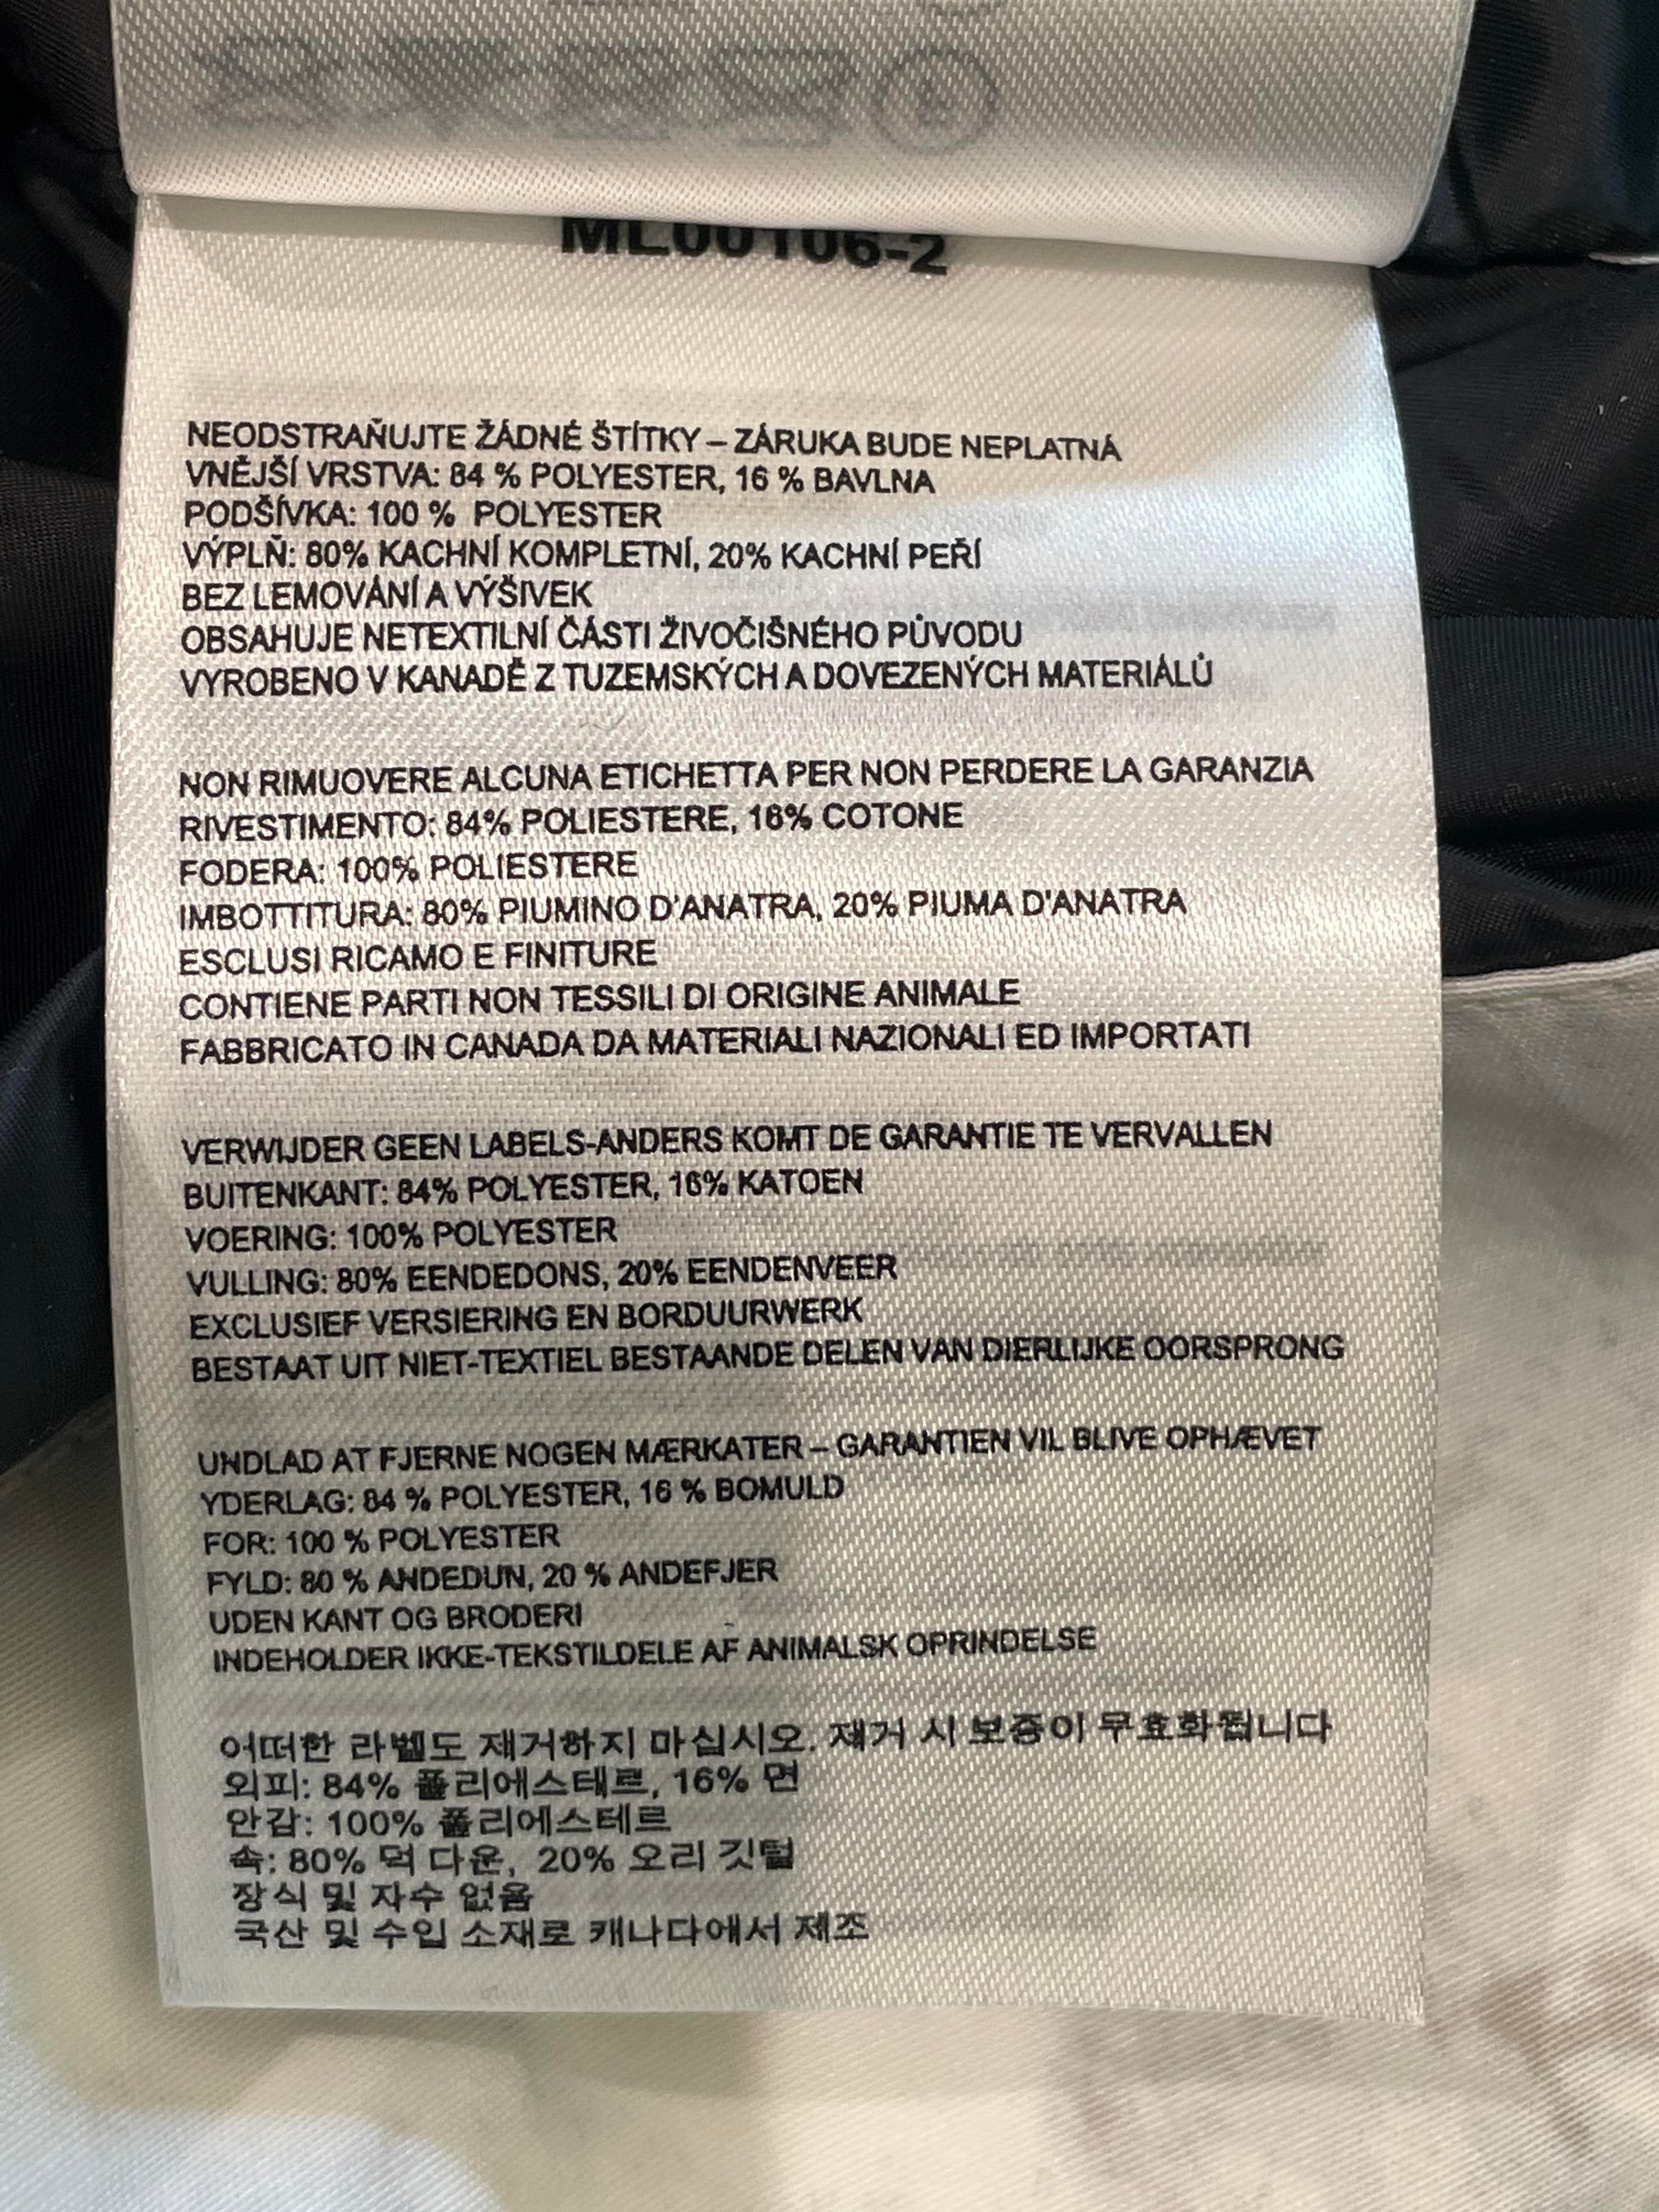 ML00106-2
NEODSTRAŇUJTE ŽÁDNÉ ŠTÍTKY – ZÁRUKA BUDE NEPLATNÁ
VNĚJŠÍ VRSTVA: 84 % POLYESTER, 16 % BAVLNA
PODŠÍVKA: 100 % POLYESTER
VÝPLŇ: 80% KACHNÍ KOMPLETNÍ, 20% KACHNÍ PEŘÍ
BEZ LEMOVÁNÍ A VÝŠIVEK
OBSAHUJE NETEXTILNÍ ČÁSTI ŽIVOČIŠNÉHO PŮVODU
VYROBENO V KANADĚ Z TUZEMSKÝCH A DOVEZENÝCH MATERIÁLŮ
NON RIMUOVERE ALCUNA ETICHETTA PER NON PERDERE LA GARANZIA
RIVESTIMENTO: 84% POLIESTERE, 16% COTONE
FODERA: 100% POLIESTERE
IMBOTTITURA: 80% PIUMINO D'ANATRA, 20% PIUMA D'ANATRA
ESCLUSI RICAMO E FINITURE
CONTIENE PARTI NON TESSILI DI ORIGINE ANIMALE
FABBRICATO IN CANADA DA MATERIALI NAZIONALI ED IMPORTATI
VERWIJDER GEEN LABELS-ANDERS KOMT DE GARANTIE TE VERVALLEN
BUITENKANT: 84% POLYESTER, 16% KATOEN
VOERING: 100% POLYESTER
VULLING: 80% EENDEDONS, 20% EENDENVEER
EXCLUSIEF VERSIERING EN BORDUURWERK
BESTAAT UIT NIET-TEXTIEL BESTAANDE DELEN VAN DIERLIJKE OORSPRONG
UNDLAD AT FJERNE NOGEN MÆRKATER – GARANTIEN VIL BLIVE OPHÆVET
YDERLAG: 84 % POLYESTER, 16 % BOMULD
FOR: 100 % POLYESTER
FYLD: 80 % ANDEDUN, 20 % ANDEFJER
UDEN KANT OG BRODERI
INDEHOLDER IKKE-TEKSTILDELE AF ANIMALSK OPRINDELSE
어떠한 라벨도 제거하지 마십시오. 제거 시 보증이 무효화됩니다
외피: 84% 폴리에스테르, 16% 면
안감: 100% 폴리에스테르
속: 80% 덕 다운, 20% 오리 깃털
장식 및 자수 없음
국산 및 수입 소재로 캐나다에서 제조